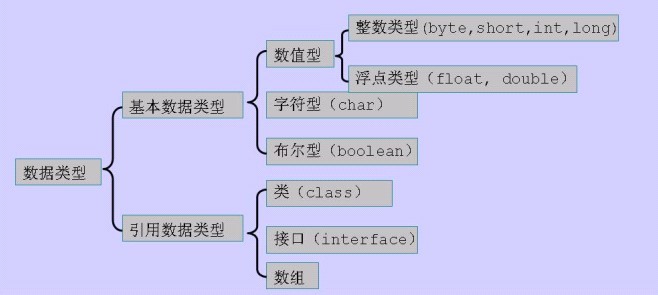 整数类型(byte,short,int,long)
数值型
浮点类型（float, double）
基本数据类型
字符型（char）
布尔型（boolean）
数据类型
类（class）
引用数据类型
接口（interface）
数组